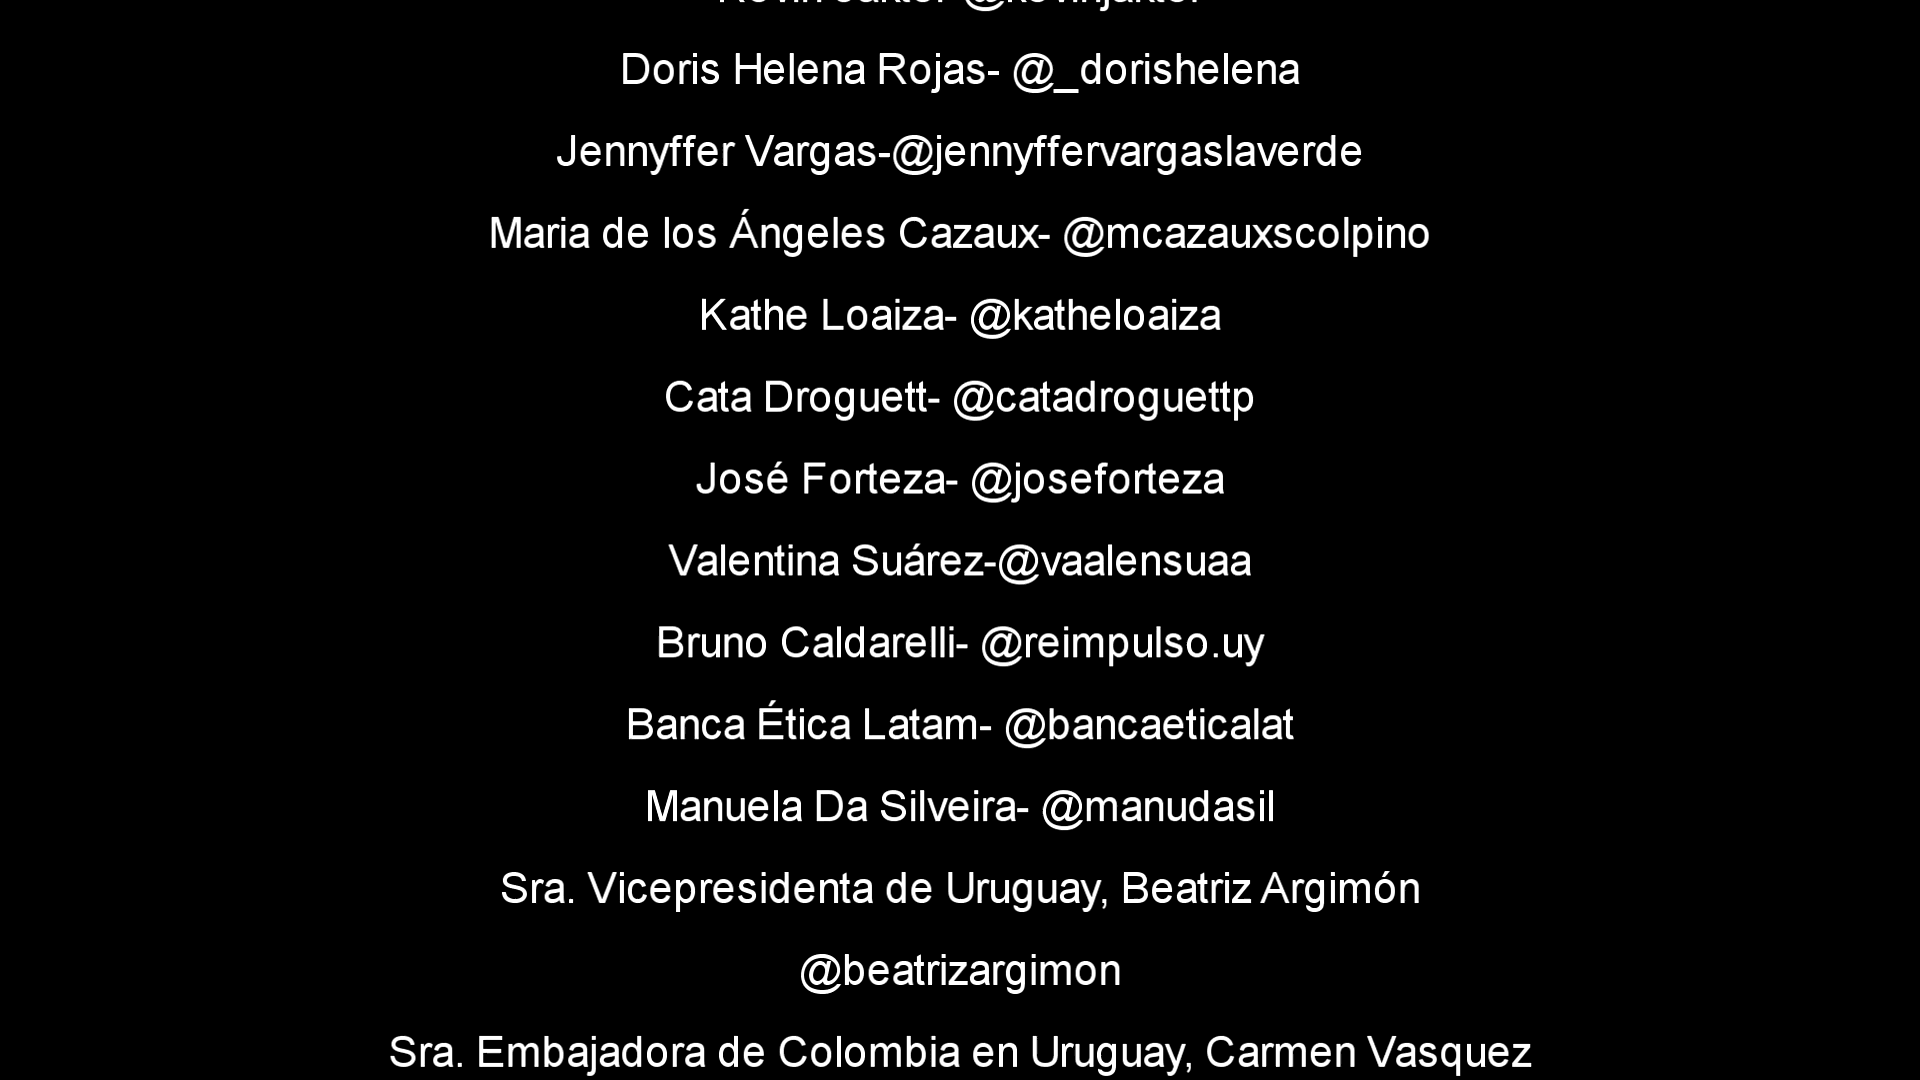 Doris Helena Rojas- @_dorishelena
Jennyffer Vargas-@jennyffervargaslaverde
Maria de los Ángeles Cazaux- @mcazauxscolpino
Kathe Loaiza- @katheloaiza
Cata Droguett- @catadroguettp
José Forteza- @joseforteza
Valentina Suárez-@vaalensuaa
Bruno Caldarelli- @reimpulso.uy
Banca Ética Latam- @bancaeticalat
Manuela Da Silveira- @manudasil
Sra. Vicepresidenta de Uruguay, Beatriz Argimón
@beatrizargimon
Sra. Embajadora de Colombia en Uruguay, Carmen Vasquez